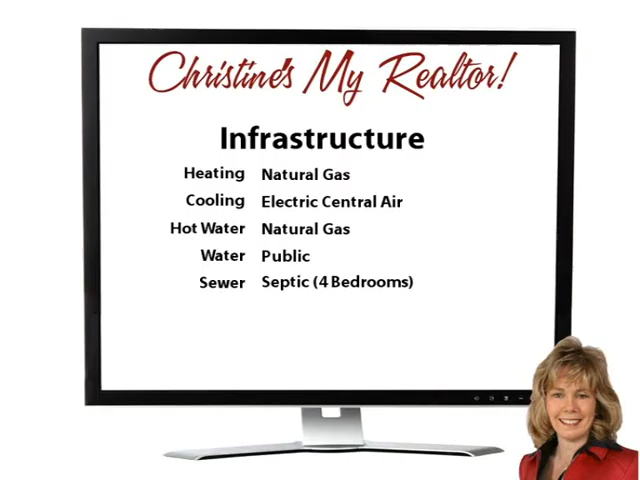 Christine's My Realtor!
Infrastructure
Heating Natural Gas
Cooling Electric Central Air
Hot Water Natural Gas
Water Public
Sewer Septic (4 Bedrooms)